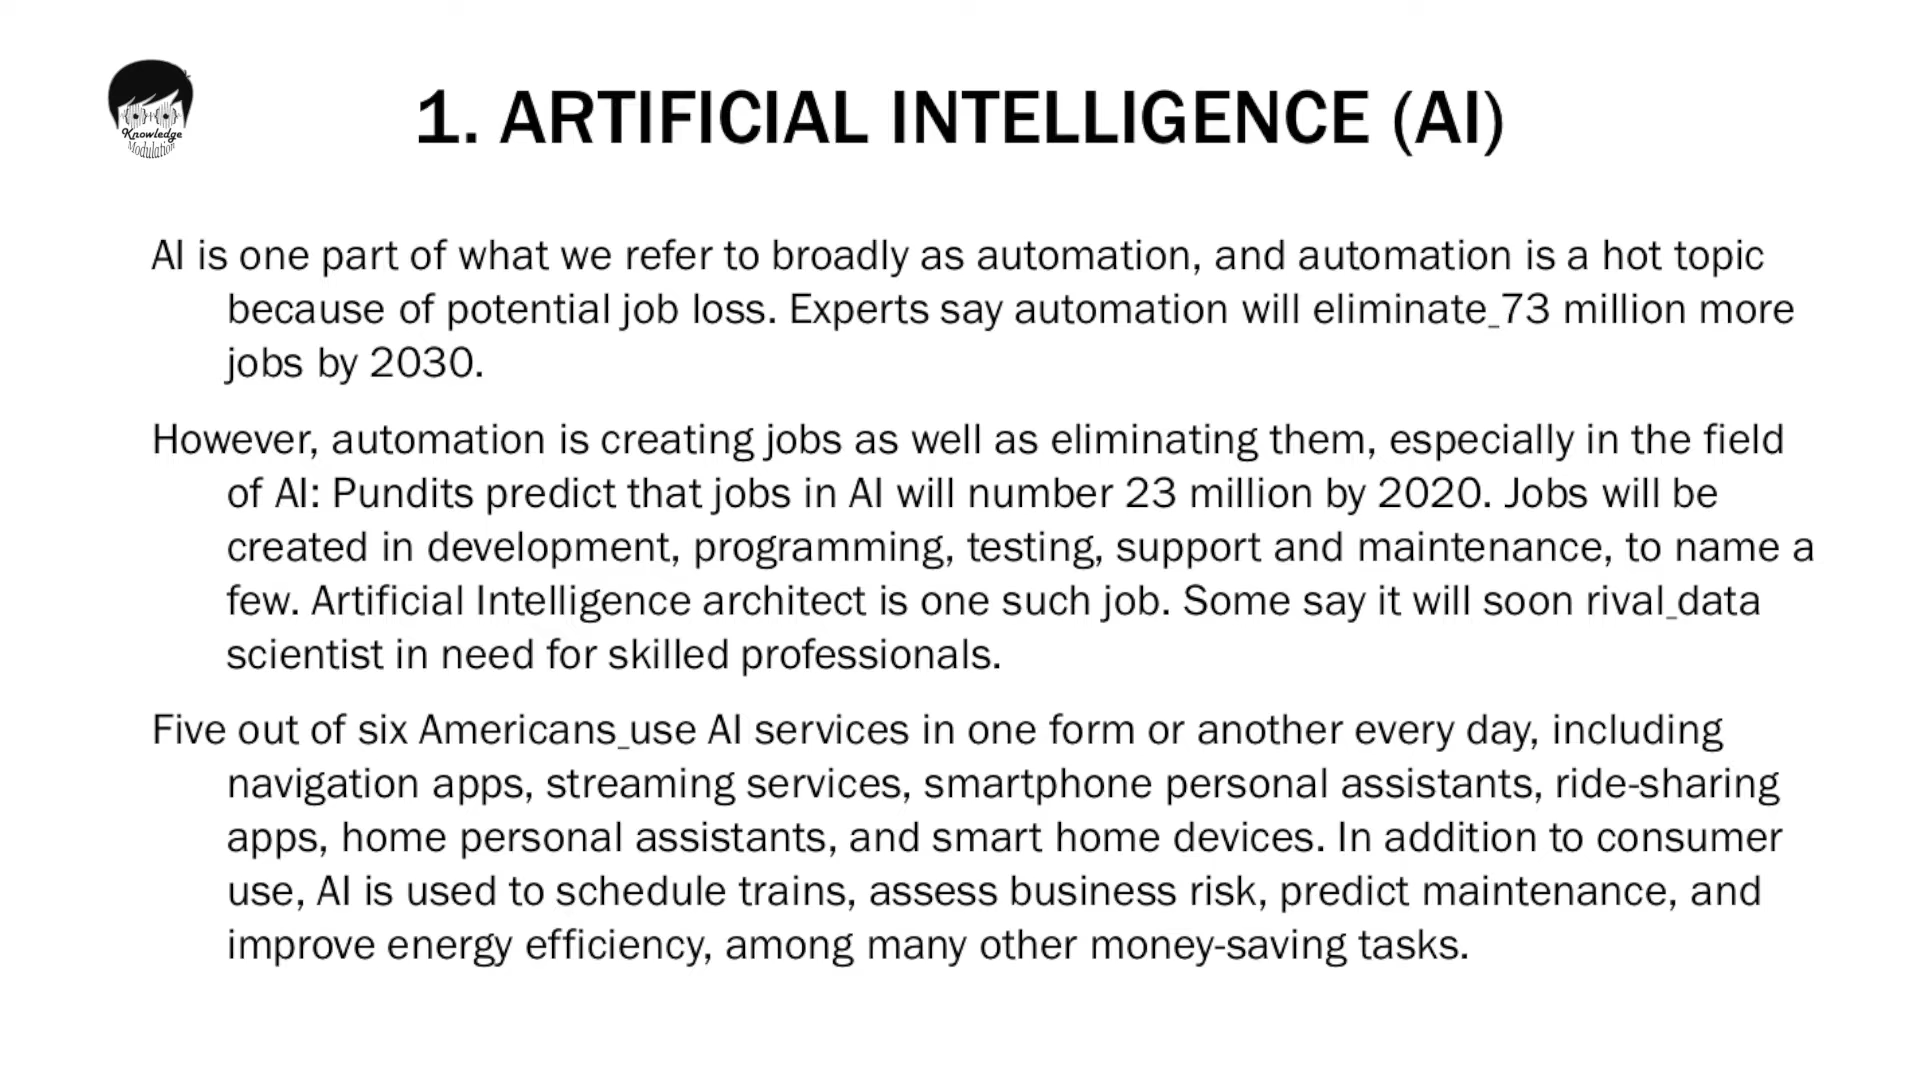 Knowledge
Modulation
1. ARTIFICIAL INTELLIGENCE (AI)
AI is one part of what we refer to broadly as automation, and automation is a hot topic
because of potential job loss. Experts say automation will eliminate_73 million more
jobs by 2030.
However, automation is creating jobs as well as eliminating them, especially in the field
of AI: Pundits predict that jobs in AI will number 23 million by 2020. Jobs will be
created in development, programming, testing, support and maintenance, to name a
few. Artificial Intelligence architect is one such job. Some say it will soon rival_data
scientist in need for skilled professionals.
Five out of six Americans_use AI services in one form or another every day, including
navigation apps, streaming services, smartphone personal assistants, ride-sharing
apps, home personal assistants, and smart home devices. In addition to consumer
use, AI is used to schedule trains, assess business risk, predict maintenance, and
improve energy efficiency, among many other money-saving tasks.